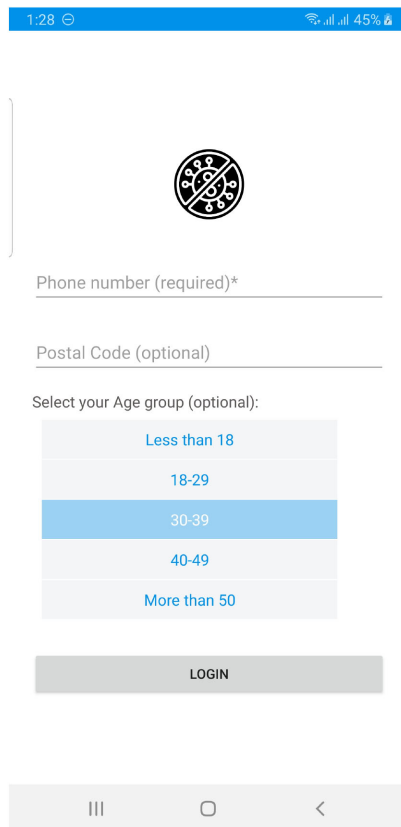 1:28 45%
Phone number (required)*
Postal Code (optional)
Select your Age group (optional):
Less than 18
18-29
30-39
40-49
More than 50
LOGIN